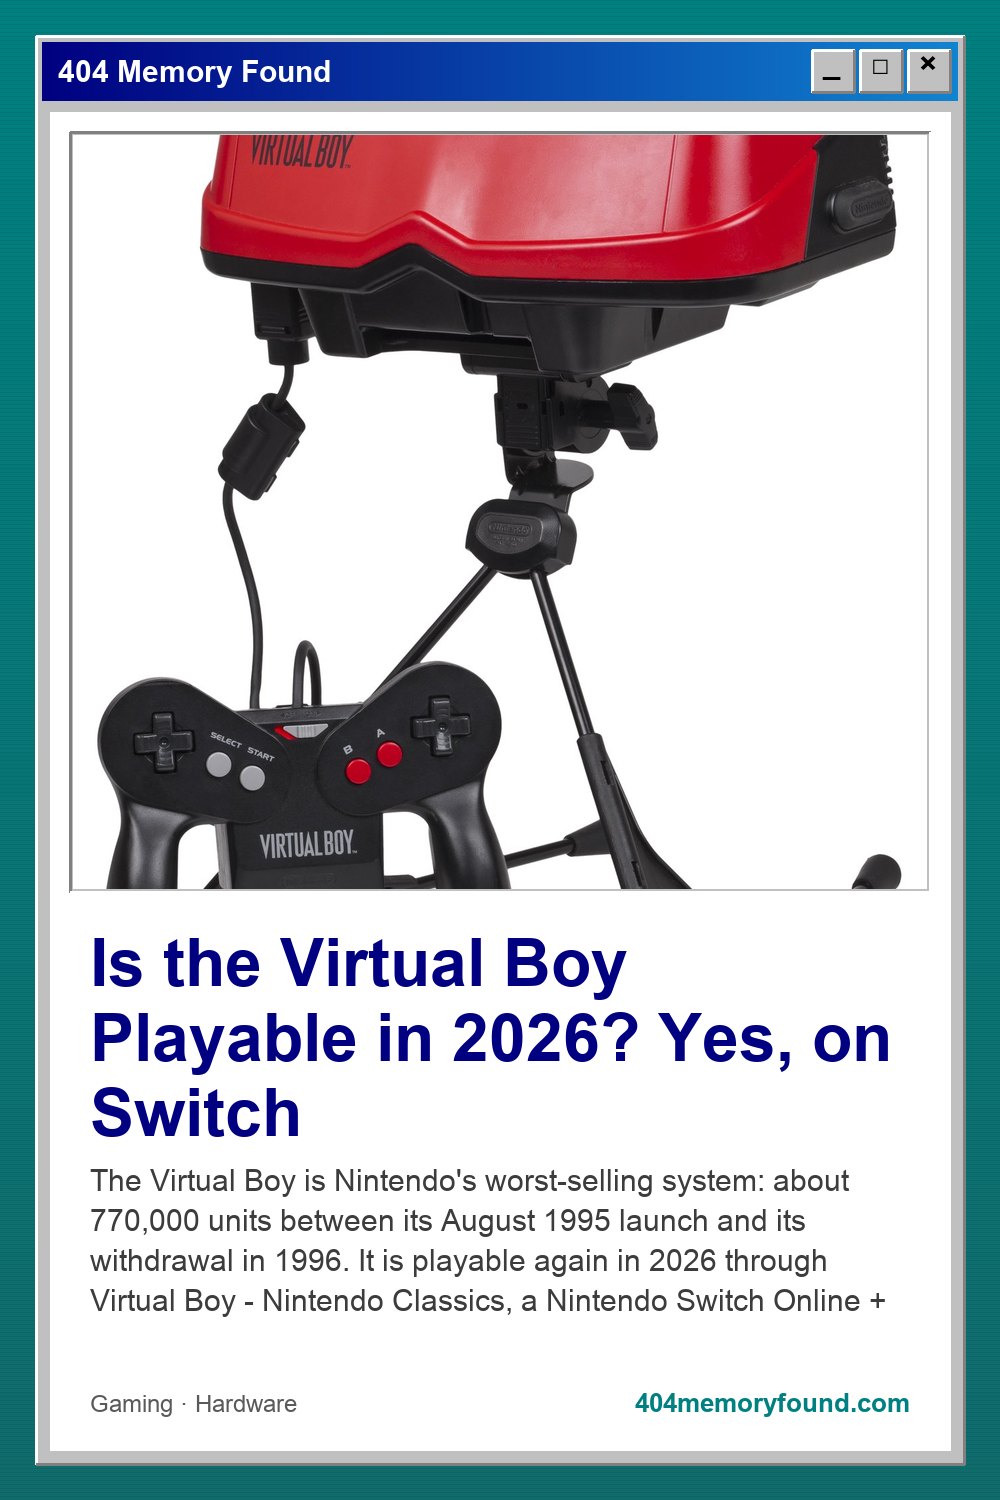 404 Memory Found
VIRTUAL BOY
Nintendo
Nintendo
SELECT START
B A
VIRTUAL BOY
Is the Virtual Boy
Playable in 2026? Yes, on
Switch
The Virtual Boy is Nintendo's worst-selling system: about
770,000 units between its August 1995 launch and its
withdrawal in 1996. It is playable again in 2026 through
Virtual Boy - Nintendo Classics, a Nintendo Switch Online +
Gaming · Hardware
404memoryfound.com